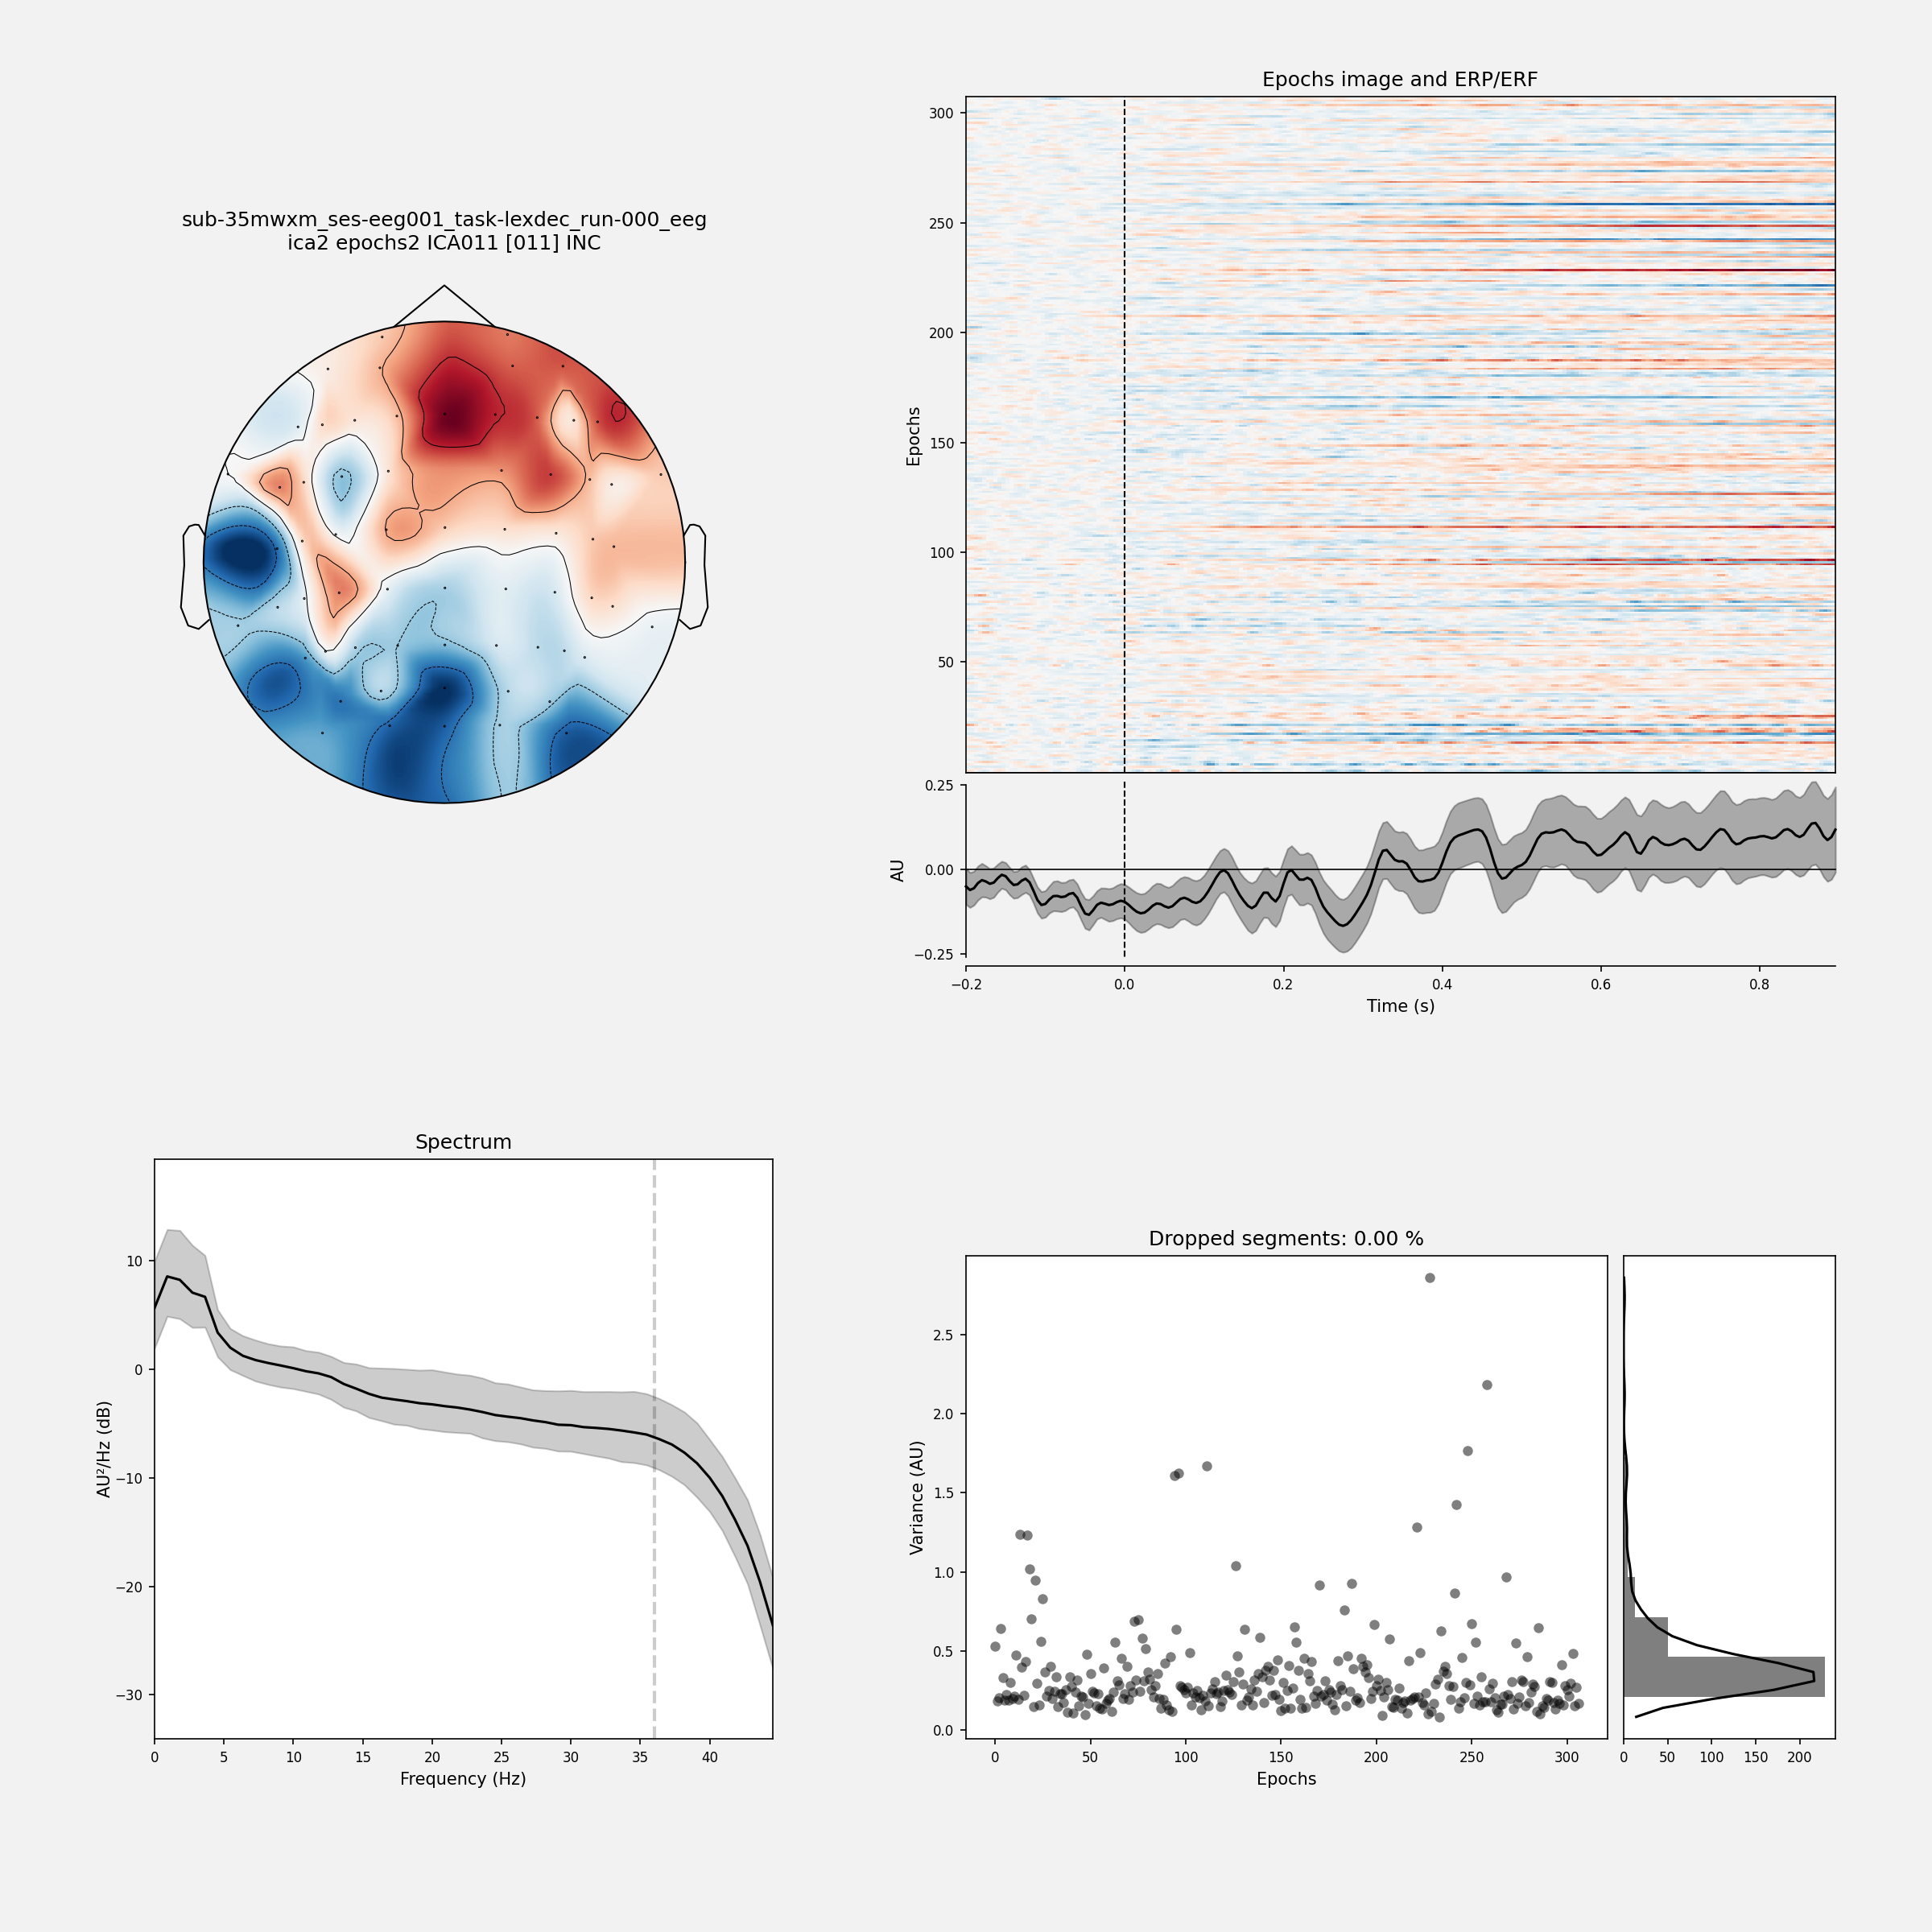 sub-35mwxm_ses-eeg001_task-lexdec_run-000_eeg
ica2 epochs2 ICA011 [011] INC
Epochs image and ERP/ERF
300
250
200
150
100
50
Epochs
0.25
0.00
−0.25
AU
−0.2 0.0 0.2 0.4 0.6 0.8
Time (s)
Spectrum
10
0
−10
−20
−30
AU²/Hz (dB)
0 5 10 15 20 25 30 35 40
Frequency (Hz)
Dropped segments: 0.00 %
2.5
2.0
1.5
1.0
0.5
0.0
Variance (AU)
0 50 100 150 200 250 300
Epochs
0 50 100 150 200